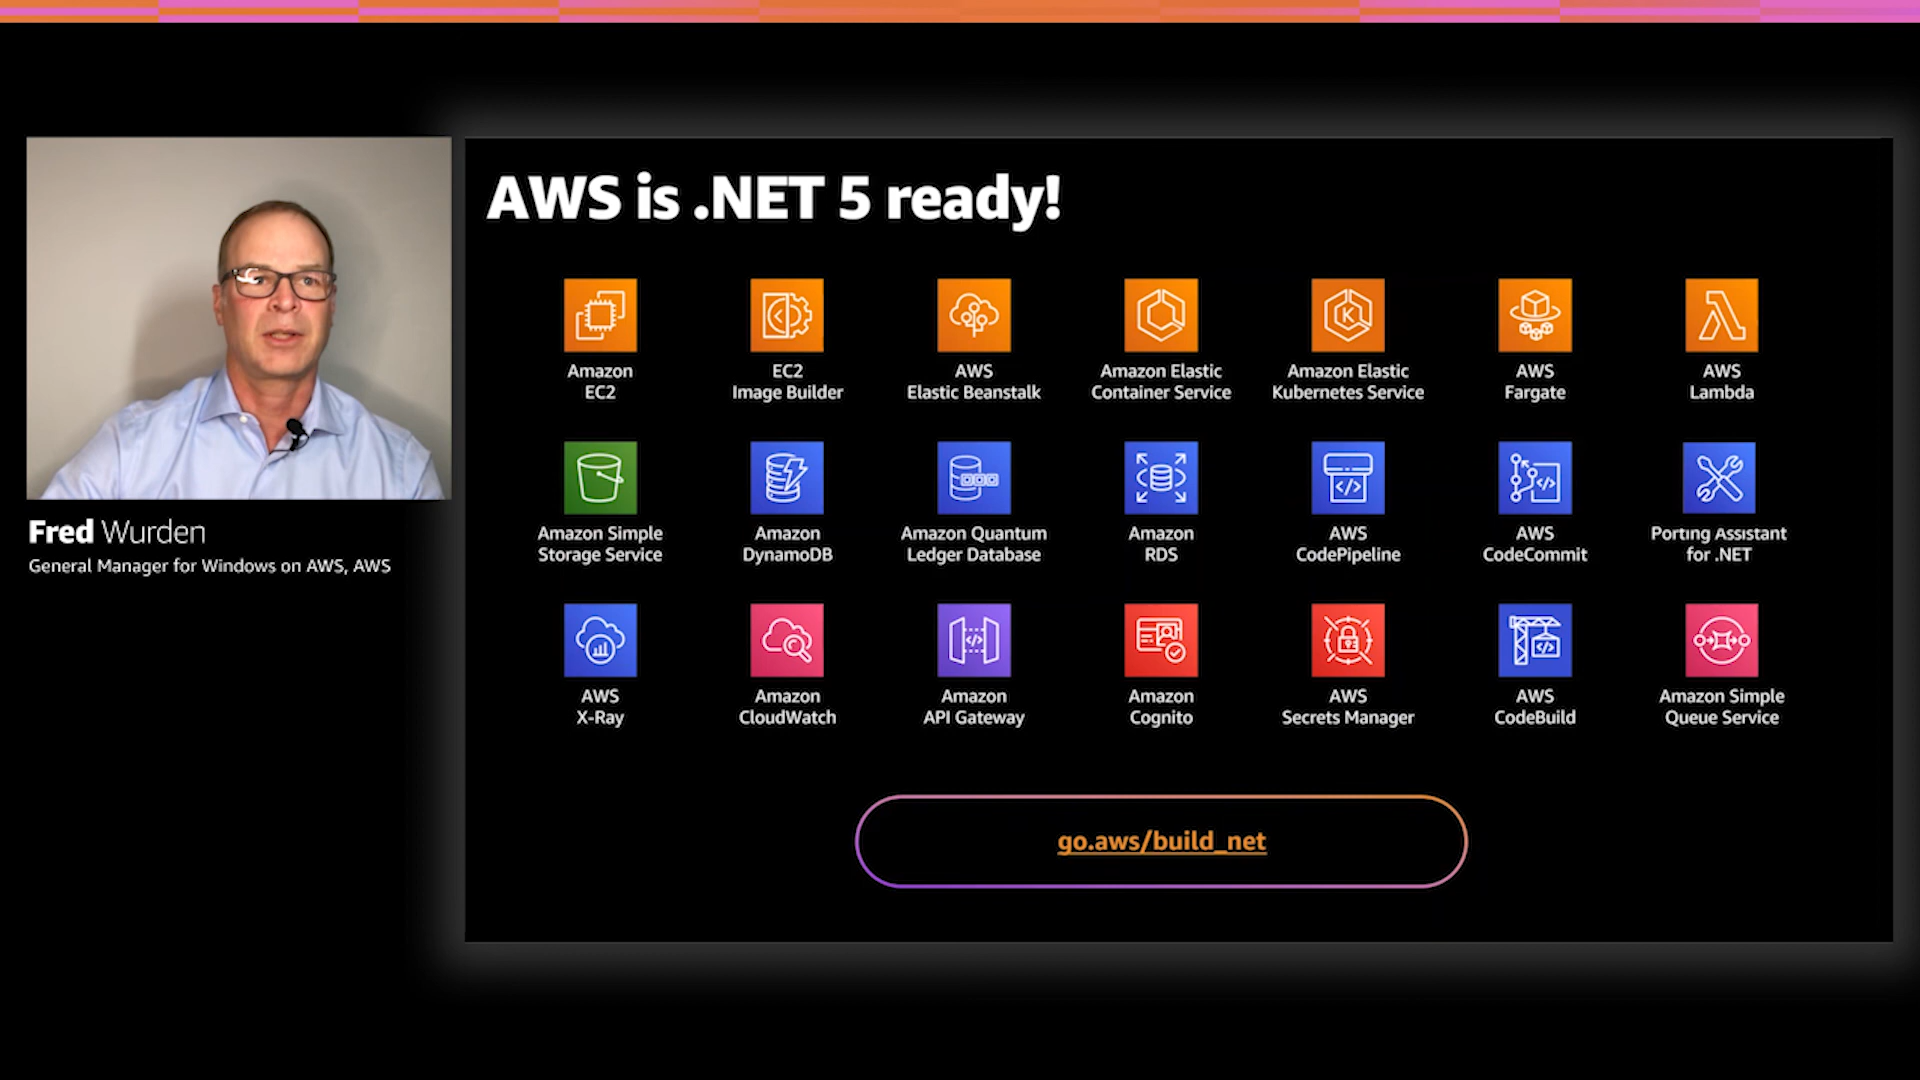 AWS is .NET 5 ready!
Amazon
EC2
EC2
Image Builder
AWS
Elastic Beanstalk
Amazon Elastic
Container Service
Amazon Elastic
Kubernetes Service
AWS
Fargate
AWS
Lambda
Amazon Simple
Storage Service
Amazon
DynamoDB
Amazon Quantum
Ledger Database
Amazon
RDS
AWS
CodePipeline
AWS
CodeCommit
Porting Assistant
for .NET
AWS
X-Ray
Amazon
CloudWatch
Amazon
API Gateway
Amazon
Cognito
AWS
Secrets Manager
AWS
CodeBuild
Amazon Simple
Queue Service
go.aws/build_net
Fred Wurden
General Manager for Windows on AWS, AWS